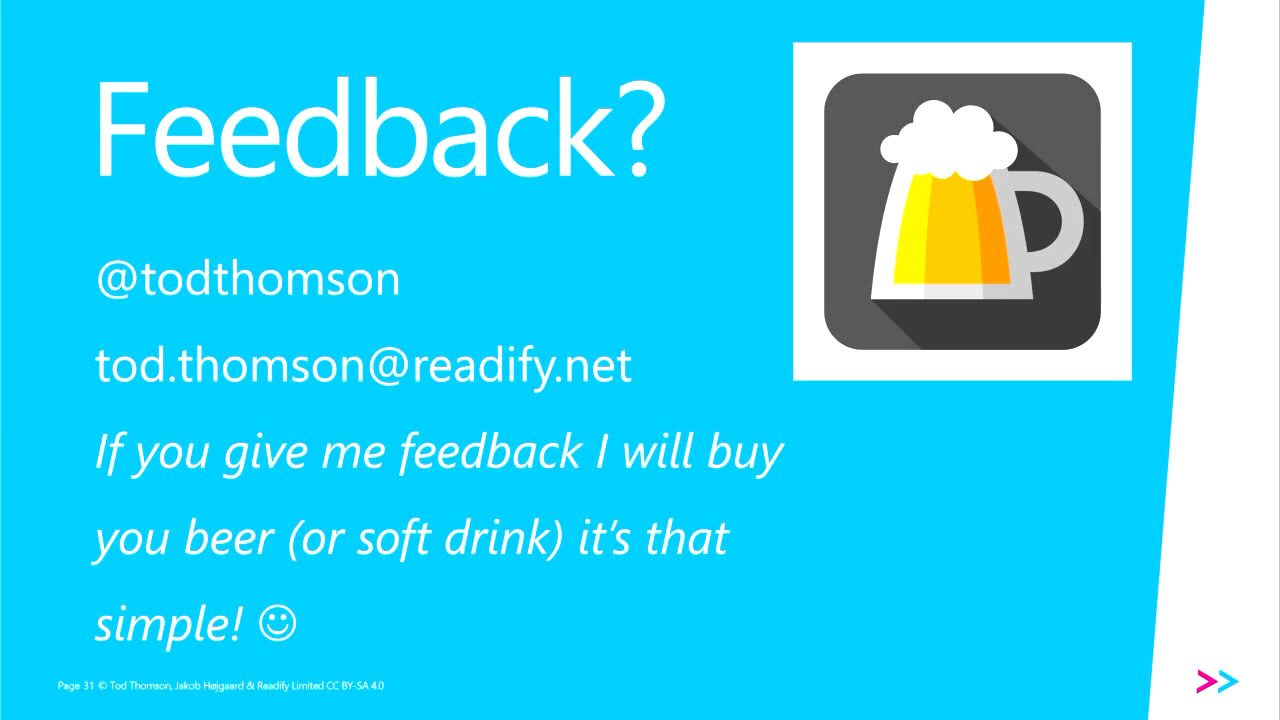 Feedback?
@todthomson
tod.thomson@readify.net
If you give me feedback I will buy
you beer (or soft drink) it's that
simple! ☺
Page 31 © Tod Thomson, Jakob Højgaard & Readify Limited CC BY-SA 4.0